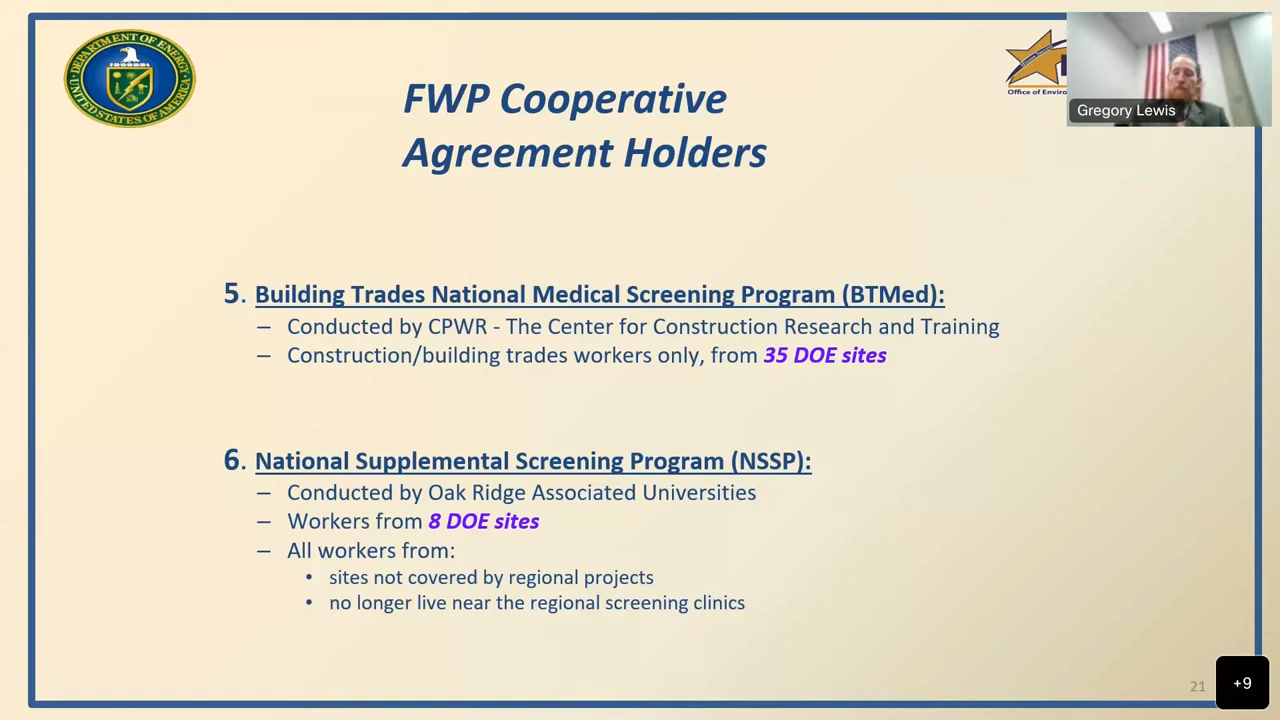 DEPARTMENT OF ENERGY
UNITED STATES OF AMERICA
FWP Cooperative
Agreement Holders
Office of Enviro
Gregory Lewis
5. Building Trades National Medical Screening Program (BTMed):
– Conducted by CPWR - The Center for Construction Research and Training
– Construction/building trades workers only, from 35 DOE sites
6. National Supplemental Screening Program (NSSP):
– Conducted by Oak Ridge Associated Universities
– Workers from 8 DOE sites
– All workers from:
• sites not covered by regional projects
• no longer live near the regional screening clinics
21
+9